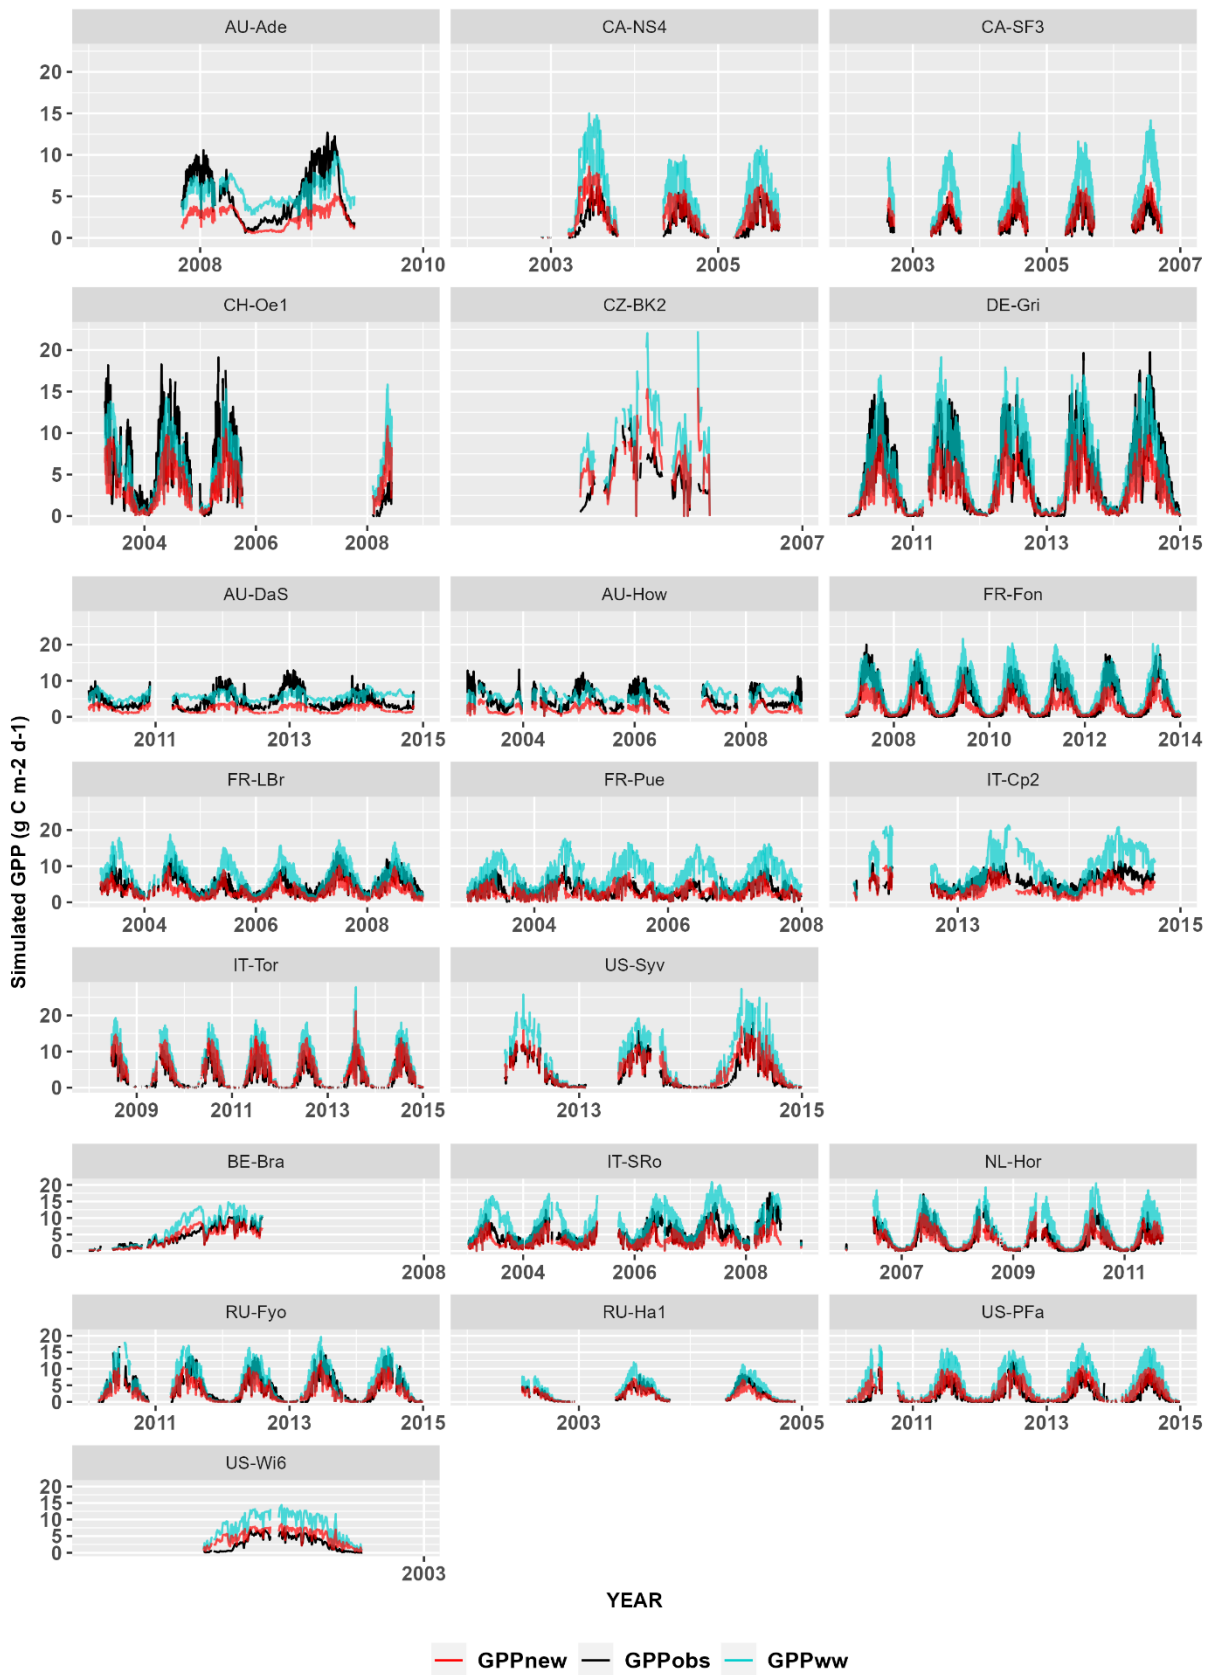 AU-Ade CA-NS4 CA-SF3
20
15
10
5
0
2008 2010 2003 2005 2003 2005 2007
CH-Oe1 CZ-BK2 DE-Gri
20
15
10
5
0
2004 2006 2008 2007 2011 2013 2015
AU-DaS AU-How FR-Fon
20
10
0
2011 2013 2015 2004 2006 2008 2008 2010 2012 2014
FR-LBr FR-Pue IT-Cp2
20
10
0
2004 2006 2008 2004 2006 2008 2013 2015
Simulated GPP (g C m-2 d-1)
IT-Tor US-Syv
20
10
0
2009 2011 2013 2015 2013 2015
BE-Bra IT-SRo NL-Hor
20
15
10
5
0
2008 2004 2006 2008 2007 2009 2011
RU-Fyo RU-Ha1 US-PFa
20
15
10
5
0
2011 2013 2015 2003 2005 2011 2013 2015
US-Wi6
20
15
10
5
0
2003
YEAR
GPPnew GPPobs GPPww